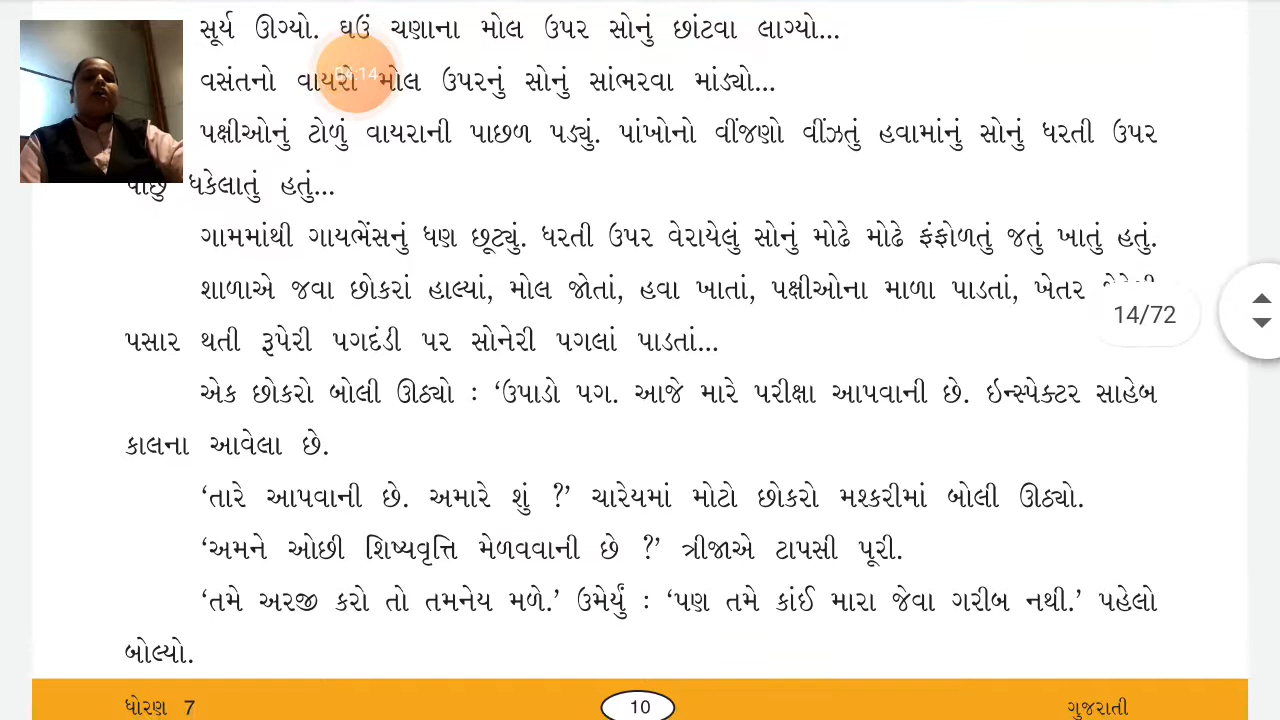 સૂર્ય ઊગ્યો. ઘઉં ચણાના મોલ ઉપર સોનું છાંટવા લાગ્યો...
04:14
વસંતનો વાયરો મોલ ઉપરનું સોનું સાંભરવા માંડ્યો...
પક્ષીઓનું ટોળું વાયરાની પાછળ પડ્યું. પાંખોનો વીંજણો વીંઝતું હવામાંનું સોનું ધરતી ઉપર
પાછું ધકેલાતું હતું...
ગામમાંથી ગાયભેંસનું ધણ છૂટ્યું. ધરતી ઉપર વેરાયેલું સોનું મોઢે મોઢે ફંફોળતું જતું ખાતું હતું.
શાળાએ જવા છોકરાં હાલ્યાં, મોલ જોતાં, હવા ખાતાં, પક્ષીઓના માળા પાડતાં, ખેતર
14/72
પસાર થતી રૂપેરી પગદંડી પર સોનેરી પગલાં પાડતાં...
એક છોકરો બોલી ઊઠ્યો : ‘ઉપાડો પગ. આજે મારે પરીક્ષા આપવાની છે. ઇન્સ્પેક્ટર સાહેબ
કાલના આવેલા છે.
‘તારે આપવાની છે. અમારે શું ?’ ચારેયમાં મોટો છોકરો મશ્કરીમાં બોલી ઊઠ્યો.
‘અમને ઓછી શિષ્યવૃત્તિ મેળવવાની છે ?’ ત્રીજાએ ટાપસી પૂરી.
‘તમે અરજી કરો તો તમનેય મળે.’ ઉમેર્યું : ‘પણ તમે કાંઈ મારા જેવા ગરીબ નથી.’ પહેલો
બોલ્યો.
ધોરણ 7 10 ગુજરાતી